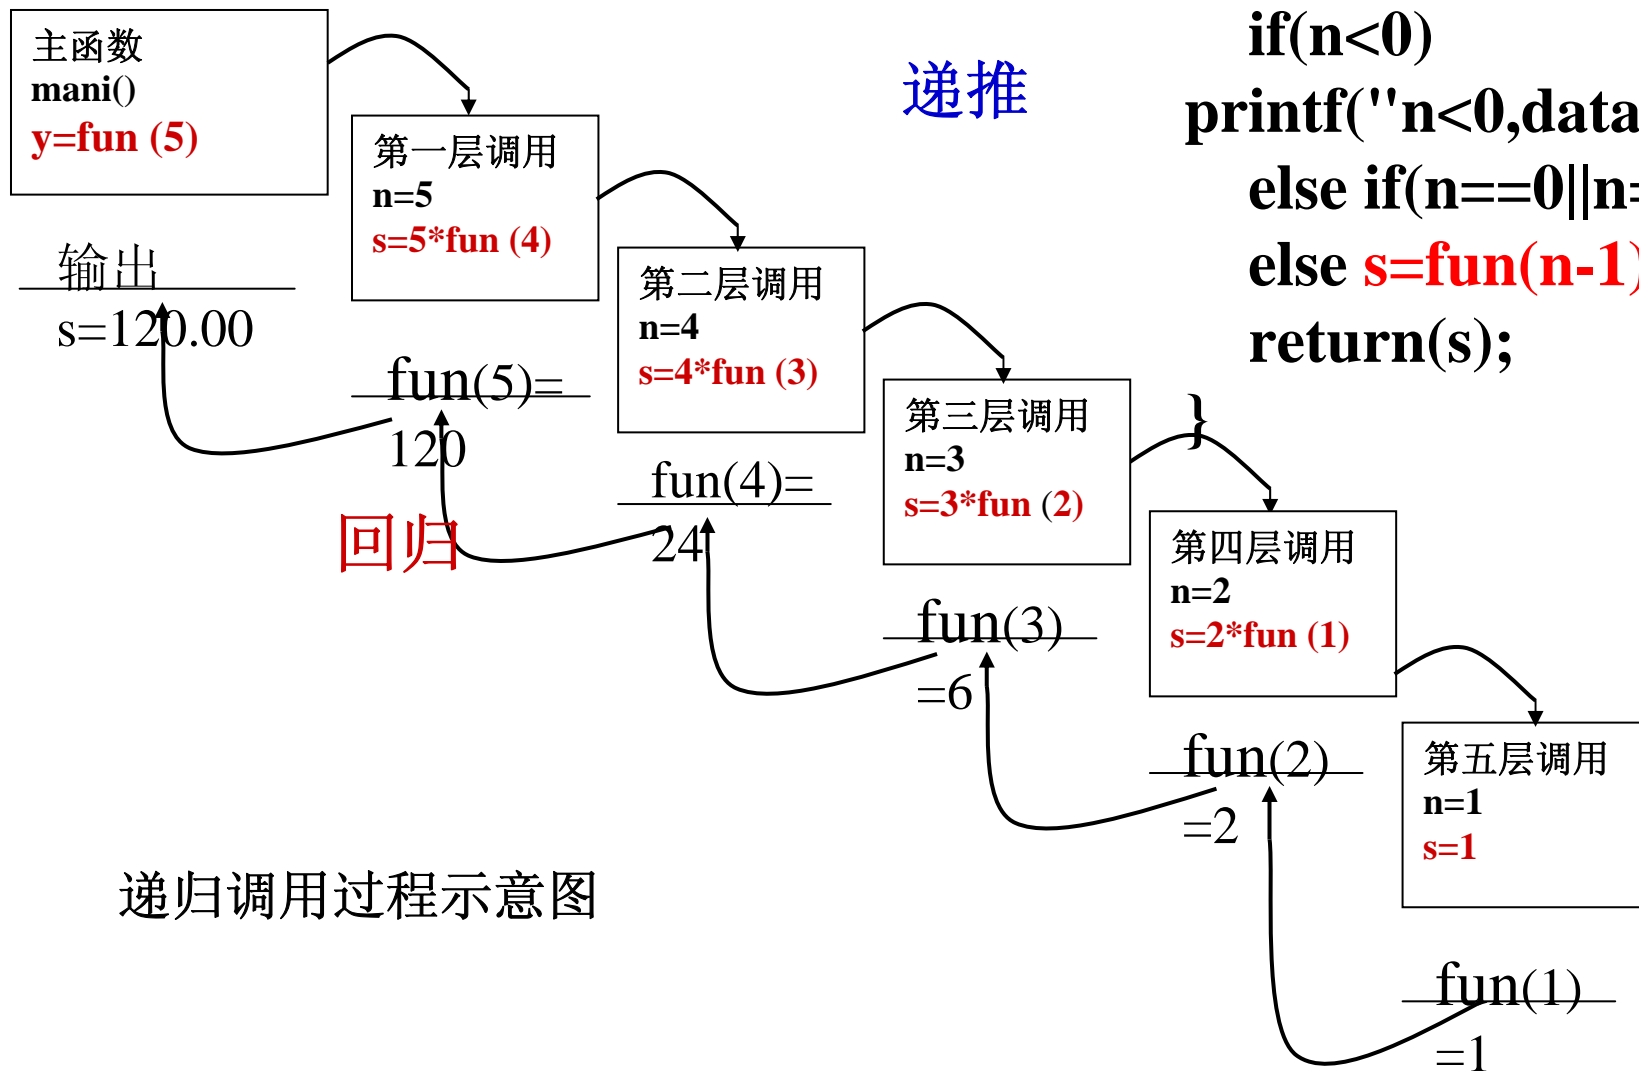 主函数
mani()
y=fun (5)
第一层调用
n=5
s=5*fun (4)
第二层调用
n=4
s=4*fun (3)
第三层调用
n=3
s=3*fun (2)
第四层调用
n=2
s=2*fun (1)
第五层调用
n=1
s=1
递推
if(n<0)
printf("n<0,data
else if(n==0||n=
else s=fun(n-1)
return(s);
}
输出
s=120.00
fun(5)=
120
回归
fun(4)=
24
fun(3)
=6
fun(2)
=2
fun(1)
=1
递归调用过程示意图